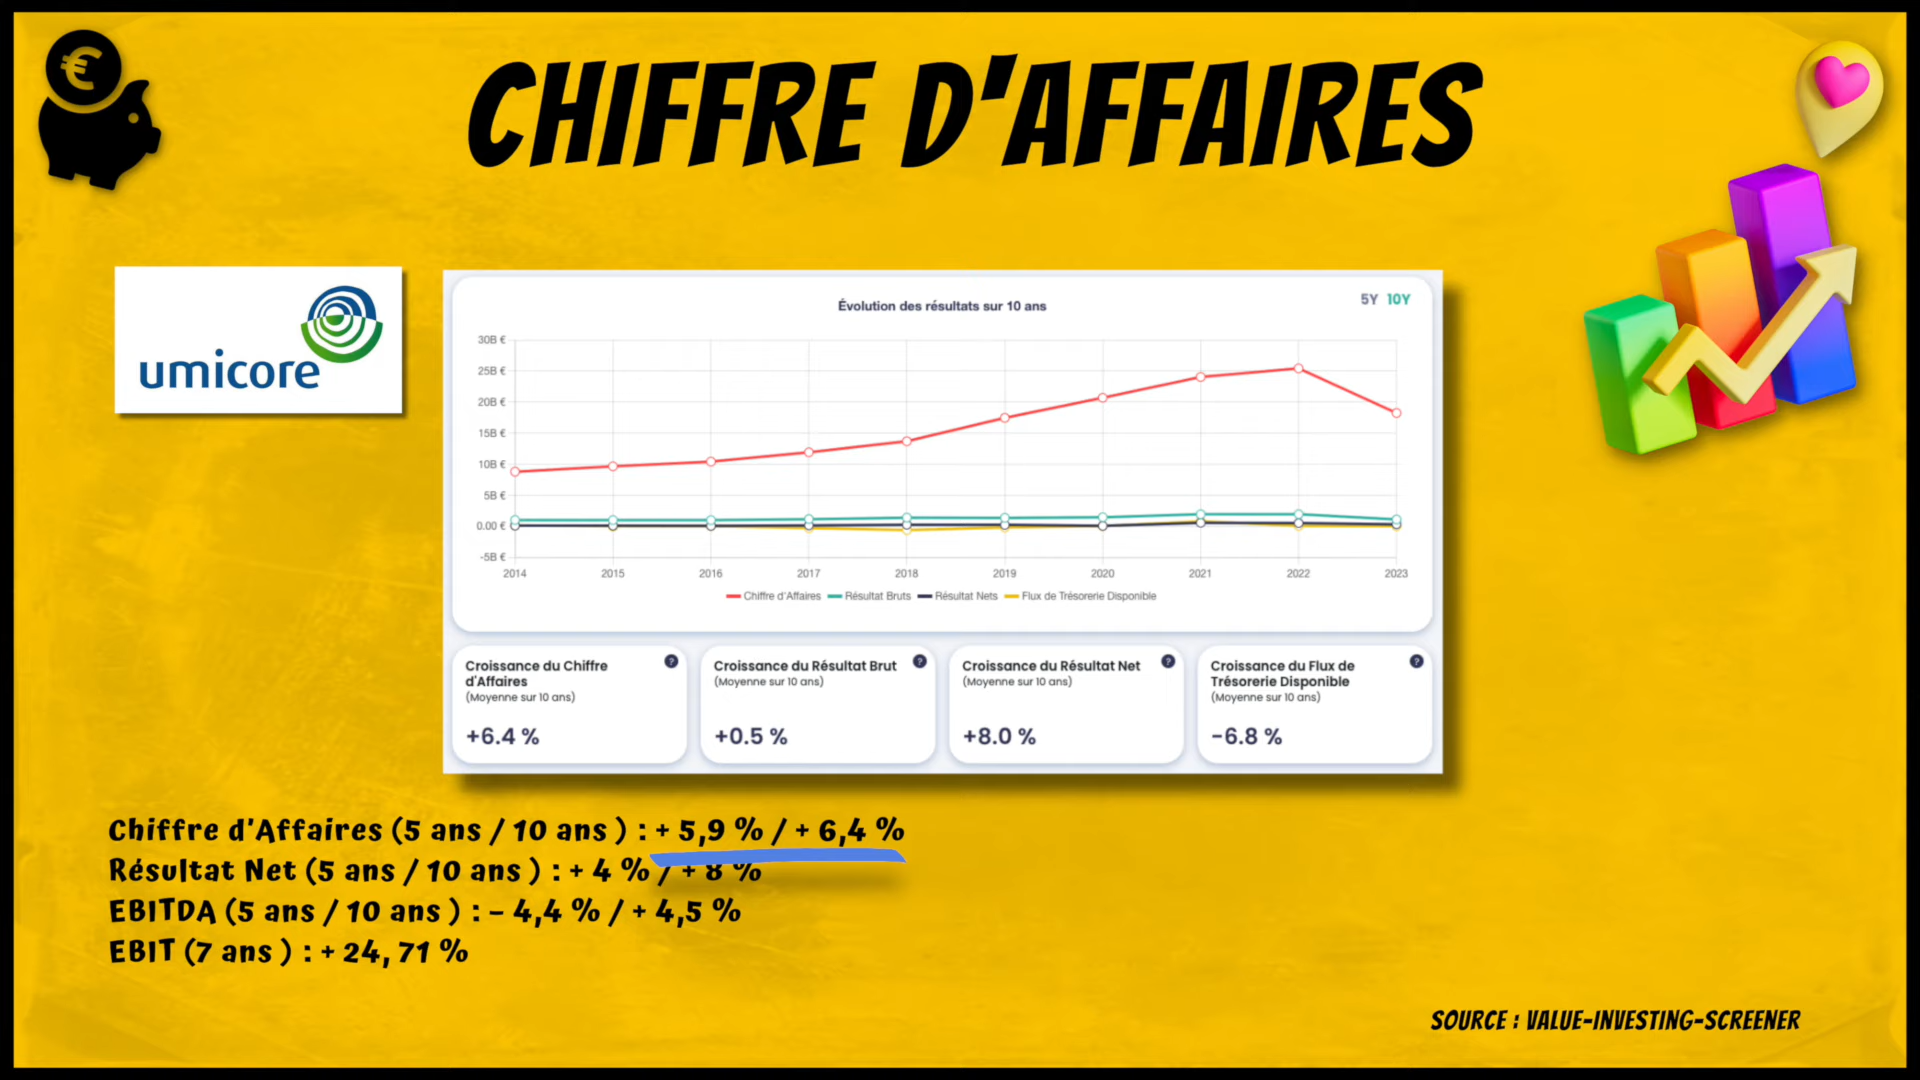 CHIFFRE D'AFFAIRES
€
umicore
Évolution des résultats sur 10 ans
5Y 10Y
30B €
25B €
20B €
15B €
10B €
5B €
0.00 €
-5B €
2014 2015 2016 2017 2018 2019 2020 2021 2022 2023
Chiffre d'Affaires Résultat Bruts Résultat Nets Flux de Trésorerie Disponible
Croissance du Chiffre d'Affaires ?
(Moyenne sur 10 ans)
+6.4 %
Croissance du Résultat Brut ?
(Moyenne sur 10 ans)
+0.5 %
Croissance du Résultat Net ?
(Moyenne sur 10 ans)
+8.0 %
Croissance du Flux de Trésorerie Disponible ?
(Moyenne sur 10 ans)
-6.8 %
Chiffre d'Affaires (5 ans / 10 ans ) : + 5,9 % / + 6,4 %
Résultat Net (5 ans / 10 ans ) : + 4 % / + 8 %
EBITDA (5 ans / 10 ans ) : - 4,4 % / + 4,5 %
EBIT (7 ans ) : + 24, 71 %
SOURCE : VALUE-INVESTING-SCREENER